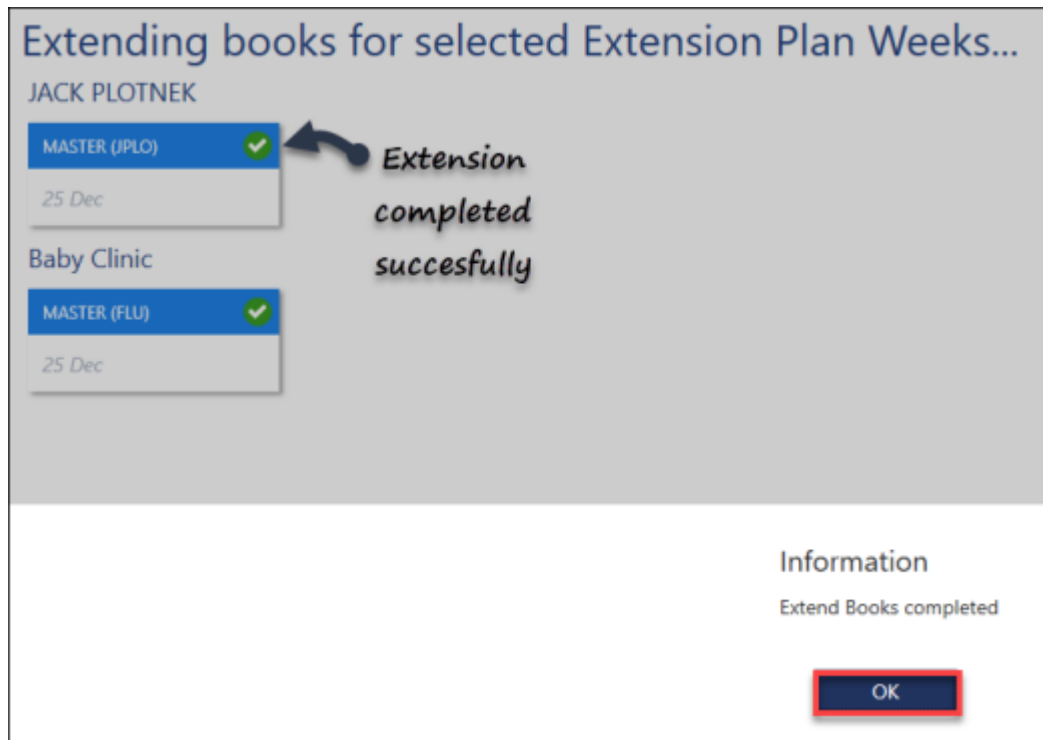 Extending books for selected Extension Plan Weeks...
JACK PLOTNEK
MASTER (JPLO)
25 Dec
Extension
completed
succesfully
Baby Clinic
MASTER (FLU)
25 Dec
Information
Extend Books completed
OK